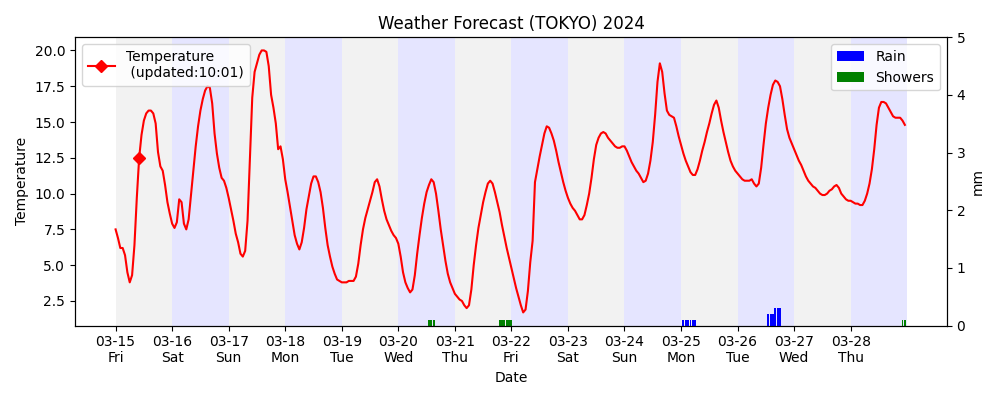 Weather Forecast (TOKYO) 2024
Temperature
(updated:10:01)
Rain
Showers
20.0
17.5
15.0
12.5
10.0
7.5
5.0
2.5
Temperature
5
4
3
2
1
0
mm
03-15 03-16 03-17 03-18 03-19 03-20 03-21 03-22 03-23 03-24 03-25 03-26 03-27 03-28
Fri Sat Sun Mon Tue Wed Thu Fri Sat Sun Mon Tue Wed Thu
Date